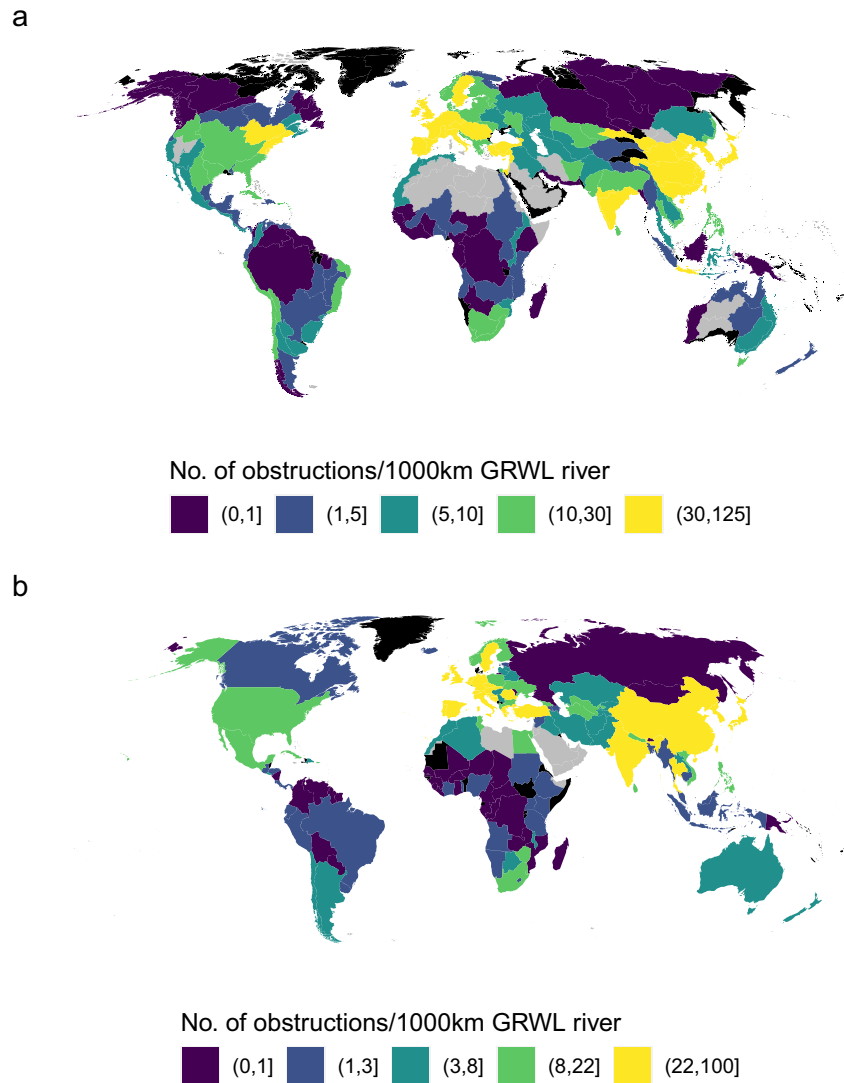 a
No. of obstructions/1000km GRWL river
(0,1] (1,5] (5,10] (10,30] (30,125]
b
No. of obstructions/1000km GRWL river
(0,1] (1,3] (3,8] (8,22] (22,100]